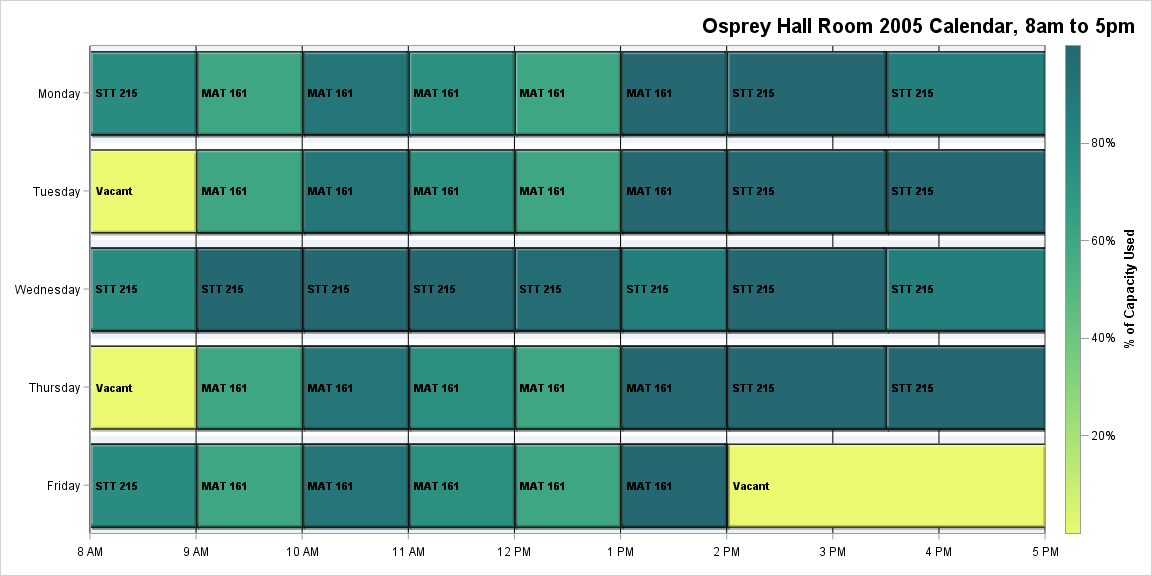 Osprey Hall Room 2005 Calendar, 8am to 5pm
Monday STT 215 MAT 161 MAT 161 MAT 161 MAT 161 MAT 161 STT 215 STT 215
Tuesday Vacant MAT 161 MAT 161 MAT 161 MAT 161 MAT 161 STT 215 STT 215
Wednesday STT 215 STT 215 STT 215 STT 215 STT 215 STT 215 STT 215 STT 215
Thursday Vacant MAT 161 MAT 161 MAT 161 MAT 161 MAT 161 STT 215 STT 215
Friday STT 215 MAT 161 MAT 161 MAT 161 MAT 161 MAT 161 Vacant
8 AM 9 AM 10 AM 11 AM 12 PM 1 PM 2 PM 3 PM 4 PM 5 PM
80%
60%
40%
20%
% of Capacity Used